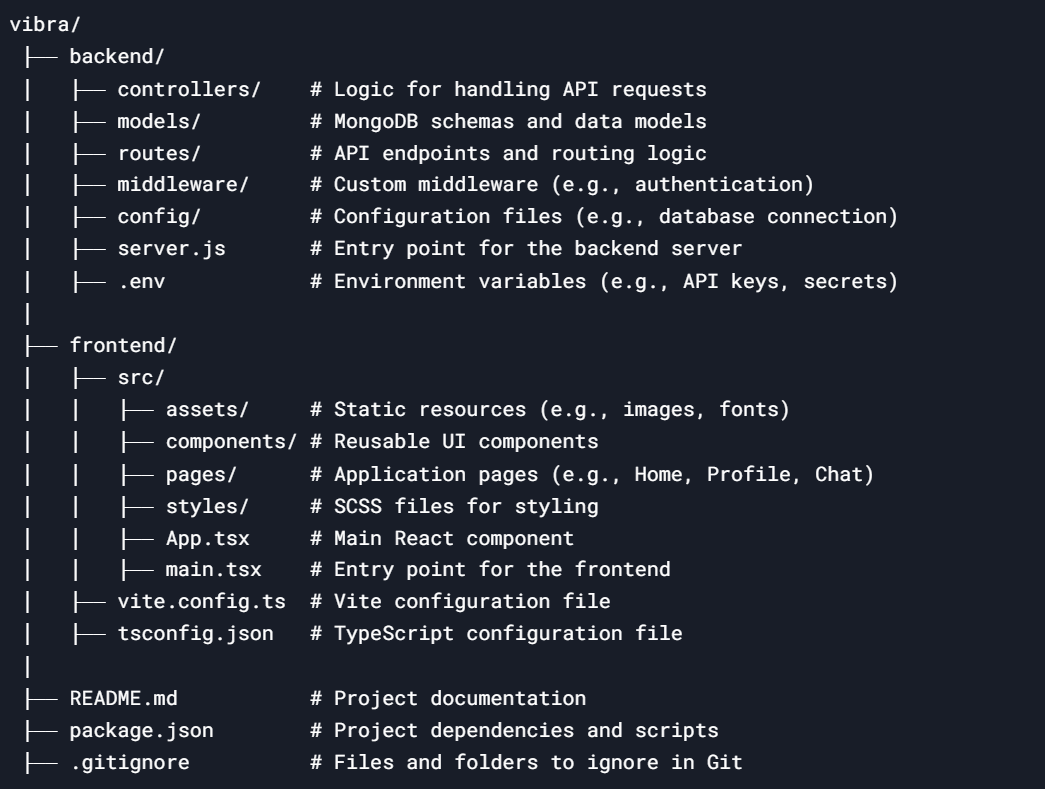 vibra/
├── backend/
│   ├── controllers/    # Logic for handling API requests
│   ├── models/         # MongoDB schemas and data models
│   ├── routes/         # API endpoints and routing logic
│   ├── middleware/     # Custom middleware (e.g., authentication)
│   ├── config/         # Configuration files (e.g., database connection)
│   ├── server.js       # Entry point for the backend server
│   ├── .env            # Environment variables (e.g., API keys, secrets)
│
├── frontend/
│   ├── src/
│   │   ├── assets/     # Static resources (e.g., images, fonts)
│   │   ├── components/ # Reusable UI components
│   │   ├── pages/      # Application pages (e.g., Home, Profile, Chat)
│   │   ├── styles/     # SCSS files for styling
│   │   ├── App.tsx     # Main React component
│   │   ├── main.tsx    # Entry point for the frontend
│   ├── vite.config.ts  # Vite configuration file
│   ├── tsconfig.json   # TypeScript configuration file
│
├── README.md           # Project documentation
├── package.json        # Project dependencies and scripts
├── .gitignore          # Files and folders to ignore in Git